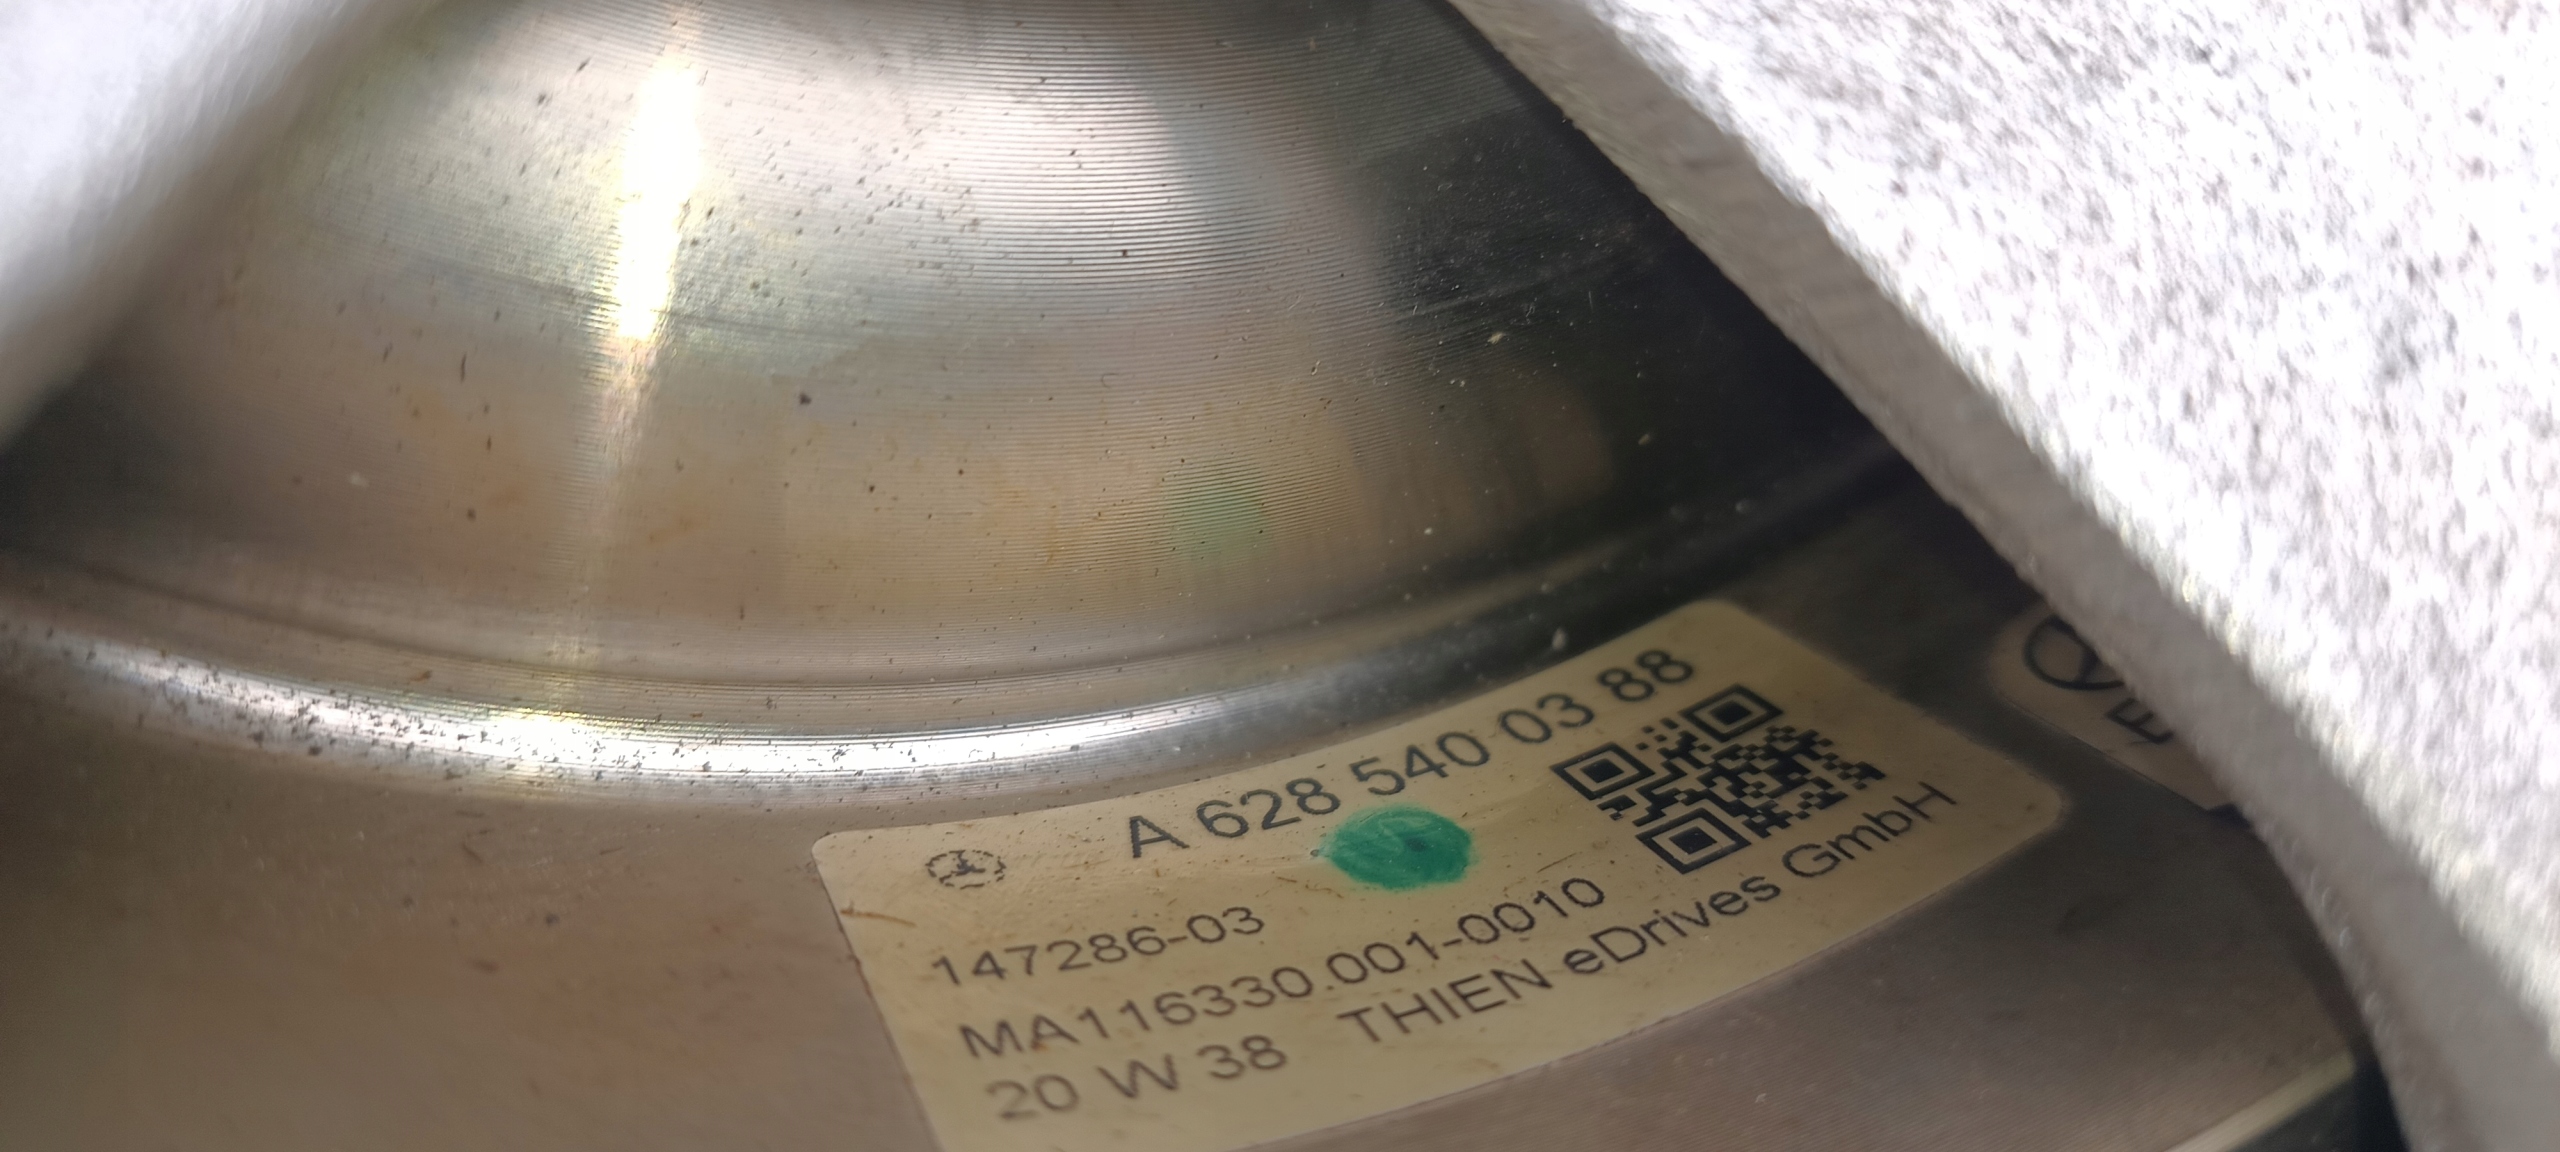 A 628 540 03 88
147286-03
MA116330.001-0010
20 W 38 THIEN eDrives GmbH